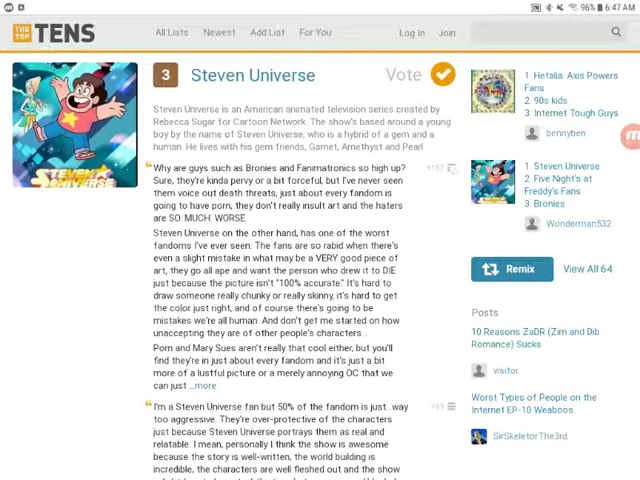 96% 6:47 AM
THE TOP TENS
All Lists Newest Add List For You Log In Join
3 Steven Universe Vote
Steven Universe is an American animated television series created by
Rebecca Sugar for Cartoon Network. The show's based around a young
boy by the name of Steven Universe, who is a hybrid of a gem and a
human. He lives with his gem friends, Garnet, Amethyst and Pearl
Why are guys such as Bronies and Fanimatronics so high up?
Sure, they're kinda pervy or a bit forceful, but I've never seen
them voice out death threats, just about every fandom is
going to have porn, they don't really insult art and the haters
are SO. MUCH. WORSE.
Steven Universe on the other hand, has one of the worst
fandoms I've ever seen. The fans are so rabid when there's
even a slight mistake in what may be a VERY good piece of
art, they go all ape and want the person who drew it to DIE
just because the picture isn't "100% accurate." It's hard to
draw someone really chunky or really skinny, it's hard to get
the color just right, and of course there's going to be
mistakes we're all human. And don't get me started on how
unaccepting they are of other people's characters...
Porn and Mary Sues aren't really that cool either, but you'll
find they're in just about every fandom and it's just a bit
more of a lustful picture or a merely annoying OC that we
can just ...more
+157
I'm a Steven Universe fan but 50% of the fandom is just...way
too aggressive. They're over-protective of the characters
just because Steven Universe portrays them as real and
relatable. I mean, personally I think the show is awesome
because the story is well-written, the world building is
incredible, the characters are well fleshed out and the show
STEVEN UNIVERSE
1 Hetalia: Axis Powers
Fans
2. 90s kids
3. Internet Tough Guys
bennyben
1. Steven Universe
2. Five Night's at
Freddy's Fans
3. Bronies
Wonderman532
Remix View All 64
Posts
10 Reasons ZaDR (Zim and Dib
Romance) Sucks
visitor
Worst Types of People on the
Internet EP-10 Weaboos
SirSkeletorThe3rd